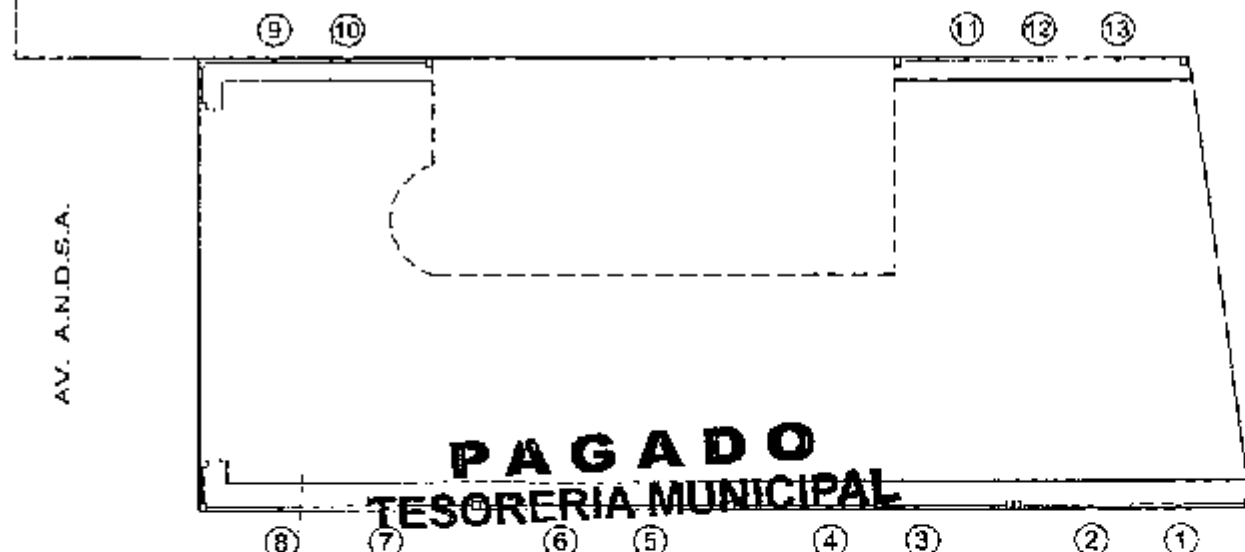 9 10 11 12 13
AV. A.N.D.S.A.
PAGADO
TESORERIA MUNICIPAL
8 7 6 5 4 3 2 1